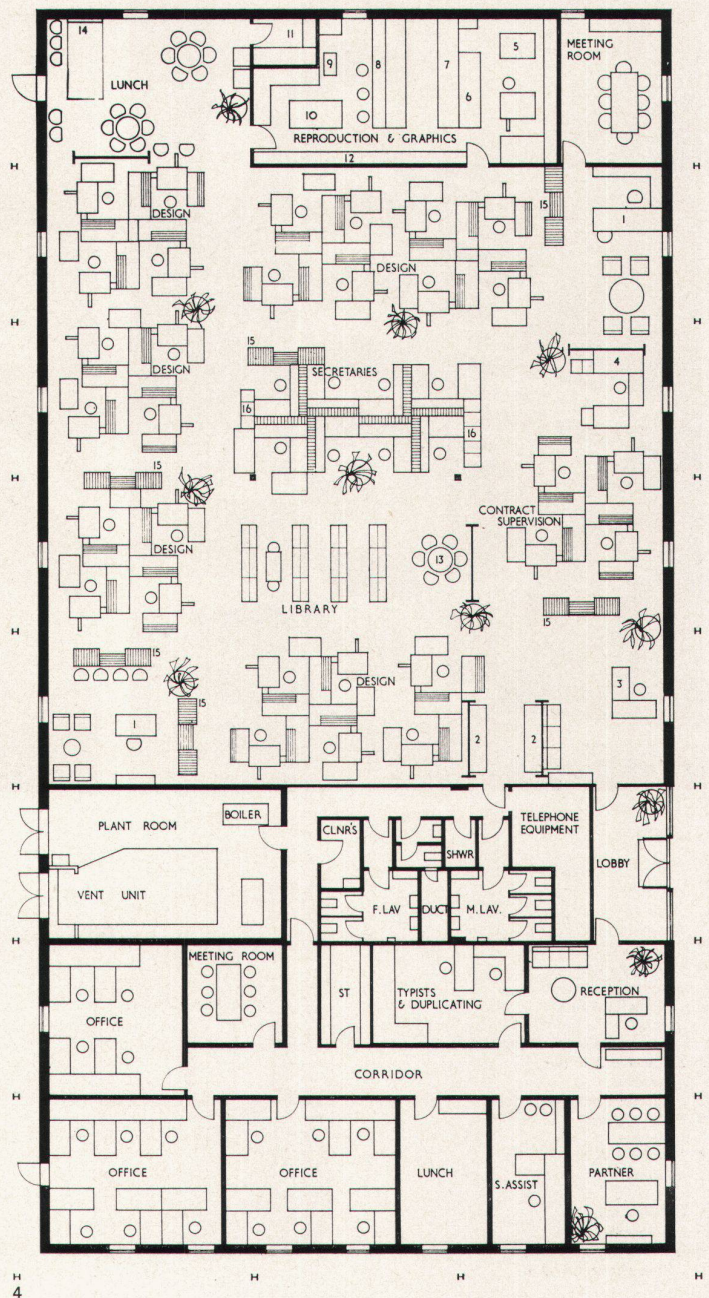 14
LUNCH
11
9
8
7
6
5
10
REPRODUCTION & GRAPHICS
12
MEETING
ROOM
H
H
DESIGN
15
1
DESIGN
H
H
15
4
DESIGN
SECRETARIES
16
16
15
H
H
CONTRACT
SUPERVISION
DESIGN
13
LIBRARY
15
H
H
15
DESIGN
3
15
1
2
2
H
H
PLANT ROOM
BOILER
CLNR'S
SHWR
TELEPHONE
EQUIPMENT
LOBBY
VENT UNIT
F.LAV
DUCT
M.LAV.
H
H
MEETING ROOM
OFFICE
ST
TYPISTS
& DUPLICATING
RECEPTION
CORRIDOR
H
H
OFFICE
OFFICE
LUNCH
S.ASSIST
PARTNER
H
H
H
H
4